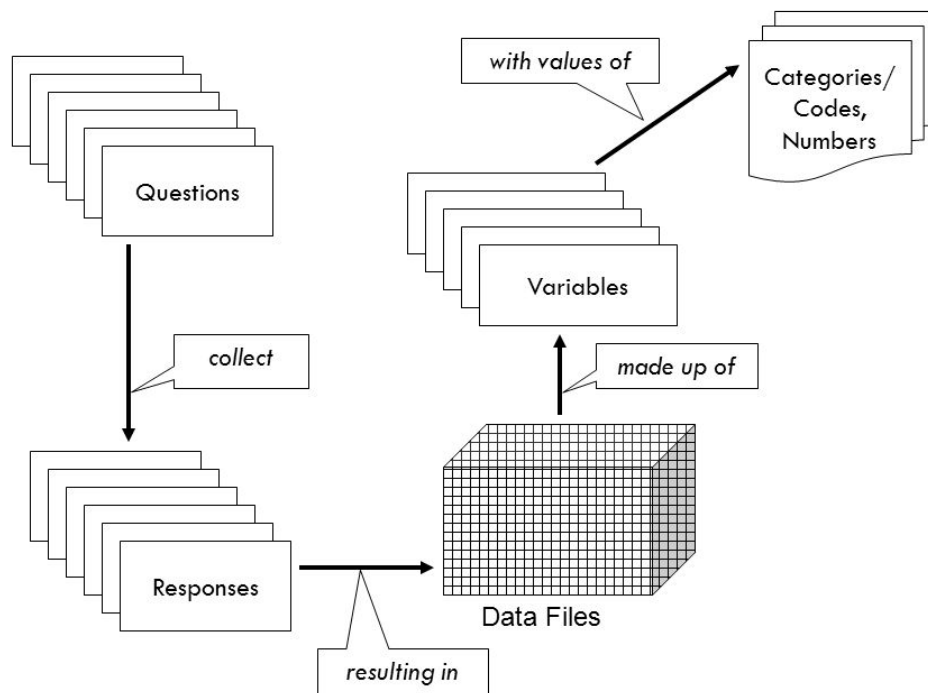 Questions
collect
Responses
resulting in
Data Files
made up of
Variables
with values of
Categories/
Codes,
Numbers